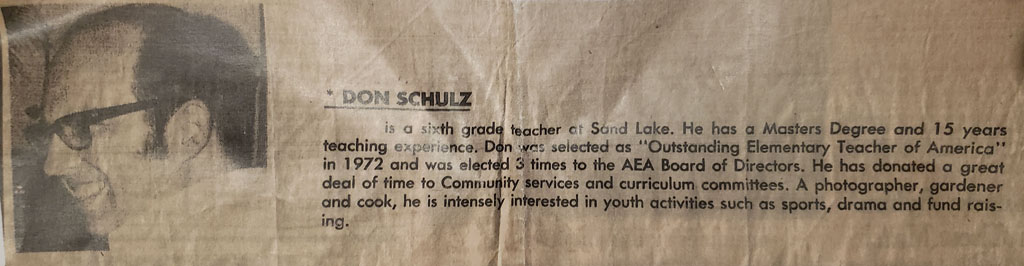 * DON SCHULZ
is a sixth grade teacher at Sand Lake. He has a Masters Degree and 15 years
teaching experience. Don was selected as "Outstanding Elementary Teacher of America"
in 1972 and was elected 3 times to the AEA Board of Directors. He has donated a great
deal of time to Community services and curriculum committees. A photographer, gardener
and cook, he is intensely interested in youth activities such as sports, drama and fund rais-
ing.